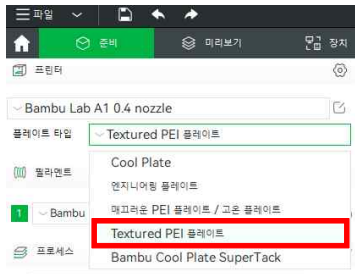 파일
준비
미리보기
장치
프린터
Bambu Lab A1 0.4 nozzle
플레이트 타입
Textured PEI 플레이트
Cool Plate
필라멘트
엔지니어링 플레이트
매끄러운 PEI 플레이트 / 고온 플레이트
1
Bambu
Textured PEI 플레이트
프로세스
Bambu Cool Plate SuperTack